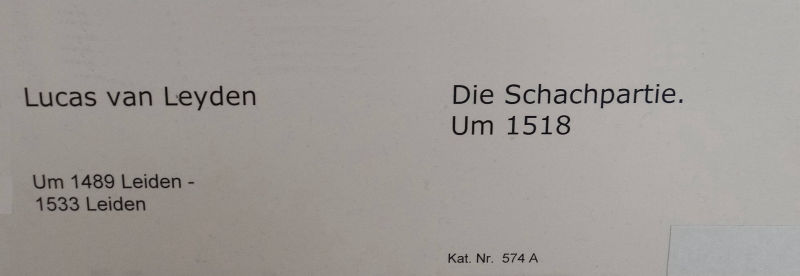 Lucas van Leyden
Um 1489 Leiden -
1533 Leiden
Die Schachpartie.
Um 1518
Kat. Nr. 574 A